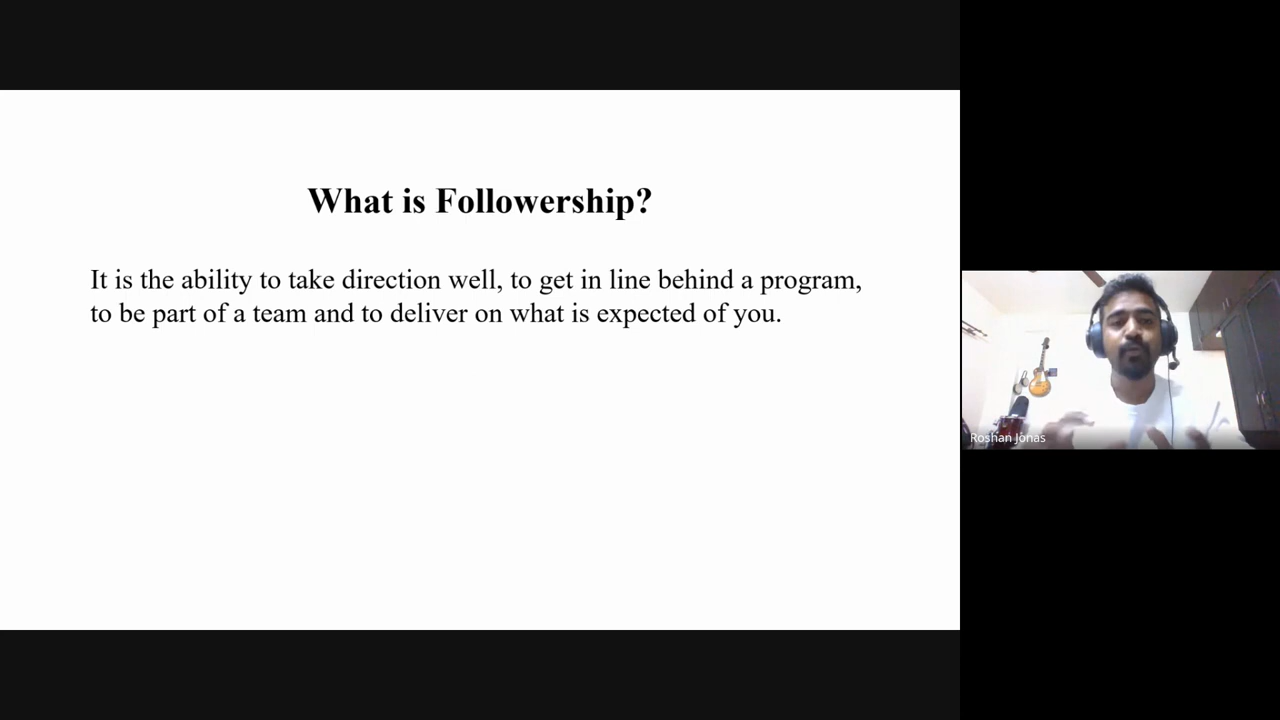 What is Followership?
It is the ability to take direction well, to get in line behind a program,
to be part of a team and to deliver on what is expected of you.
Roshan Jonas